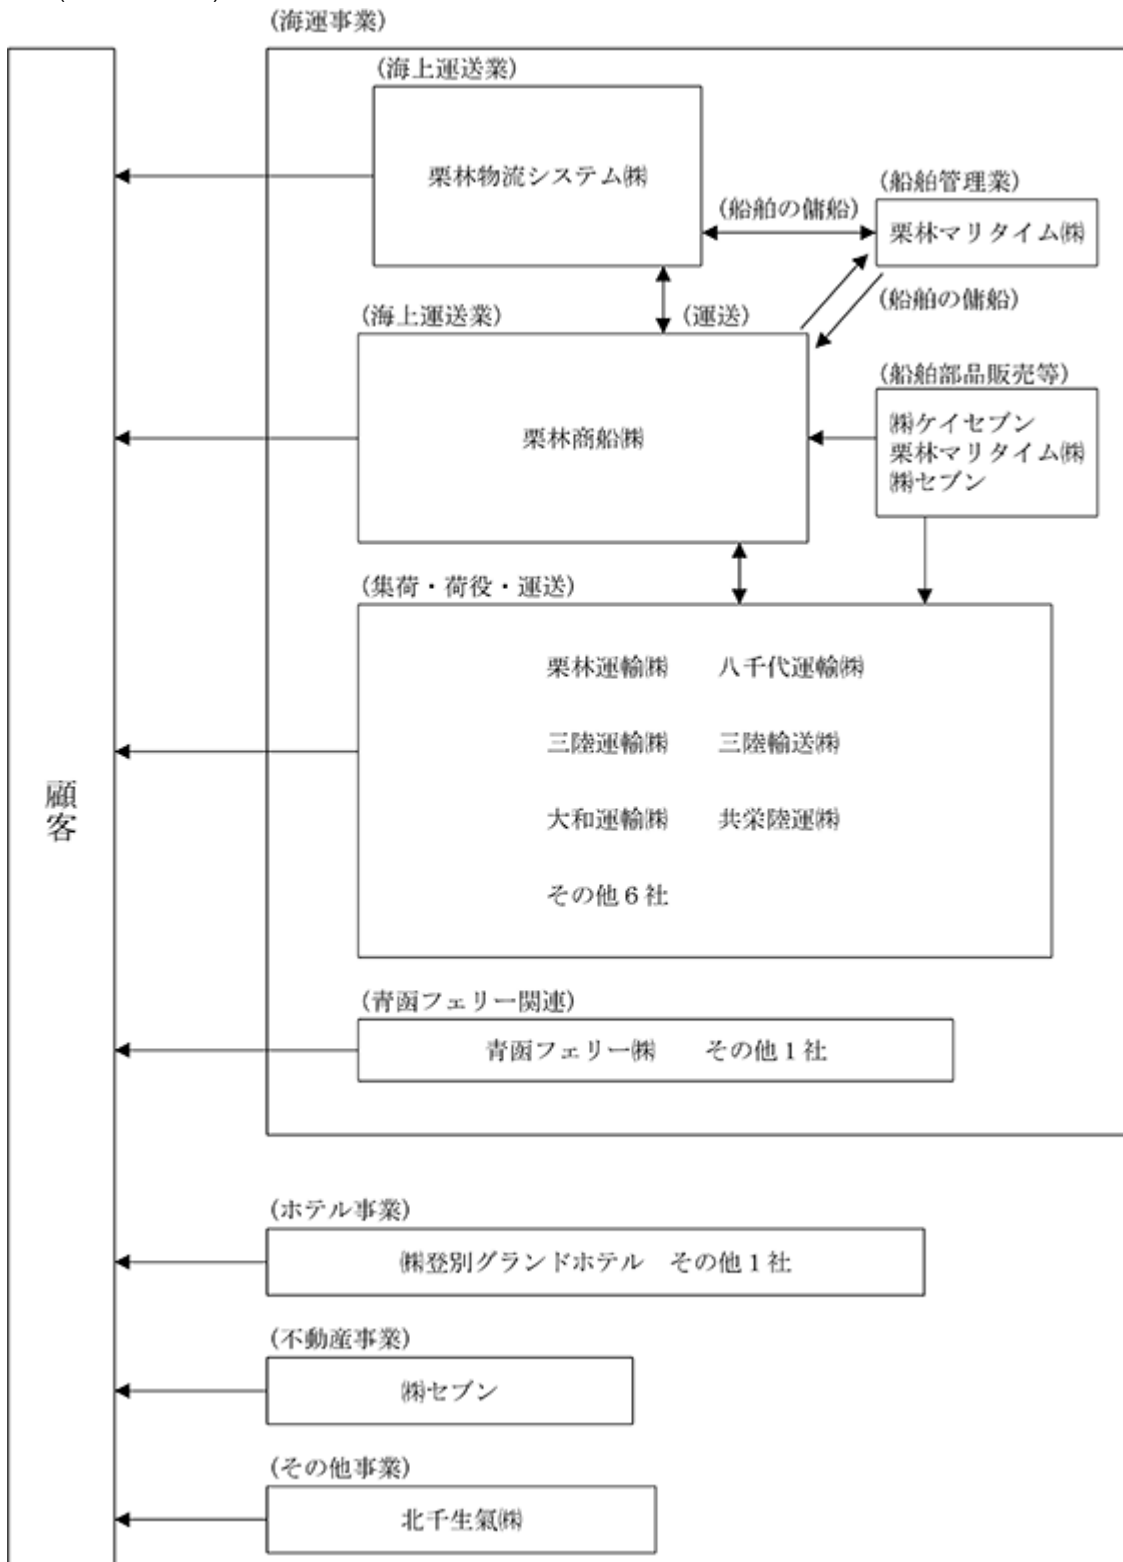 (海運事業)
(海上運送業)
栗林物流システム㈱
(船舶管理業)
(船舶の傭船)
栗林マリタイム㈱
(船舶の傭船)
(海上運送業)
(運送)
(船舶部品販売等)
㈱ケイセブン
栗林マリタイム㈱
㈱セブン
栗林商船㈱
(集荷・荷役・運送)
栗林運輸㈱ 八千代運輸㈱
三陸運輸㈱ 三陸輸送㈱
大和運輸㈱ 共栄陸運㈱
その他6社
顧客
(青函フェリー関連)
青函フェリー㈱ その他1社
(ホテル事業)
㈱登別グランドホテル その他1社
(不動産事業)
㈱セブン
(その他事業)
北千生氣㈱